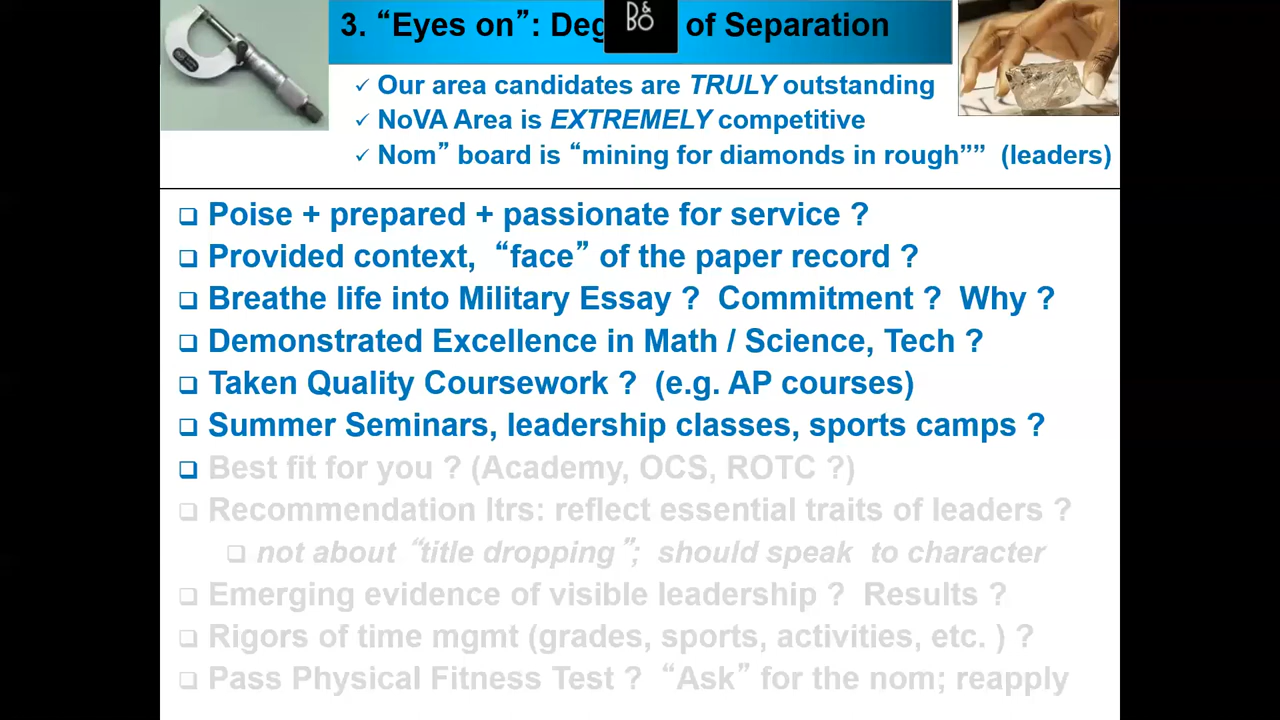 3. “Eyes on”: Deg of Separation
D&BO
✓ Our area candidates are TRULY outstanding
✓ NoVA Area is EXTREMELY competitive
✓ Nom” board is “mining for diamonds in rough”” (leaders)
❑ Poise + prepared + passionate for service ?
❑ Provided context, “face” of the paper record ?
❑ Breathe life into Military Essay ? Commitment ? Why ?
❑ Demonstrated Excellence in Math / Science, Tech ?
❑ Taken Quality Coursework ? (e.g. AP courses)
❑ Summer Seminars, leadership classes, sports camps ?
❑ Best fit for you ? (Academy, OCS, ROTC ?)
❑ Recommendation ltrs: reflect essential traits of leaders ?
❑ not about “title dropping”; should speak to character
❑ Emerging evidence of visible leadership ? Results ?
❑ Rigors of time mgmt (grades, sports, activities, etc. ) ?
❑ Pass Physical Fitness Test ? “Ask” for the nom; reapply